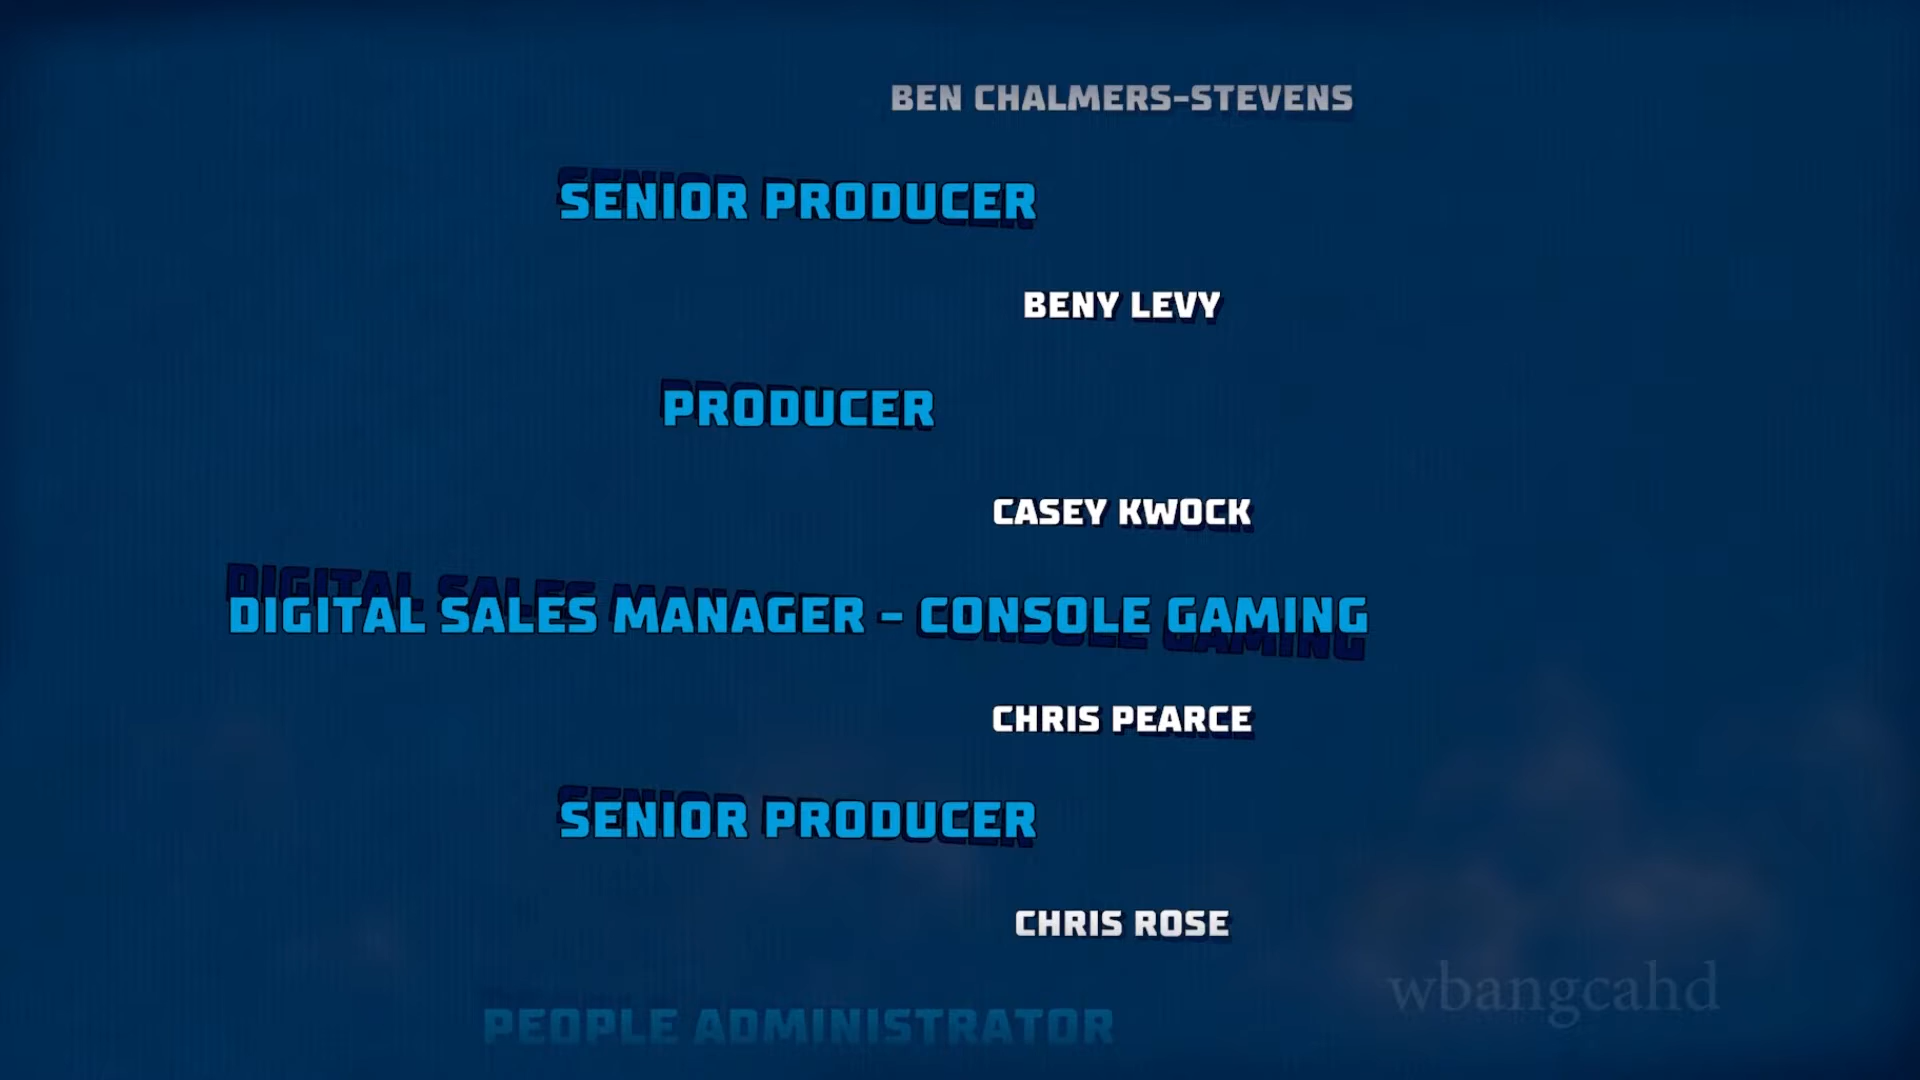 BEN CHALMERS-STEVENS
SENIOR PRODUCER
BENY LEVY
PRODUCER
CASEY KWOCK
DIGITAL SALES MANAGER - CONSOLE GAMING
CHRIS PEARCE
SENIOR PRODUCER
CHRIS ROSE
wbangcahd
PEOPLE ADMINISTRATOR